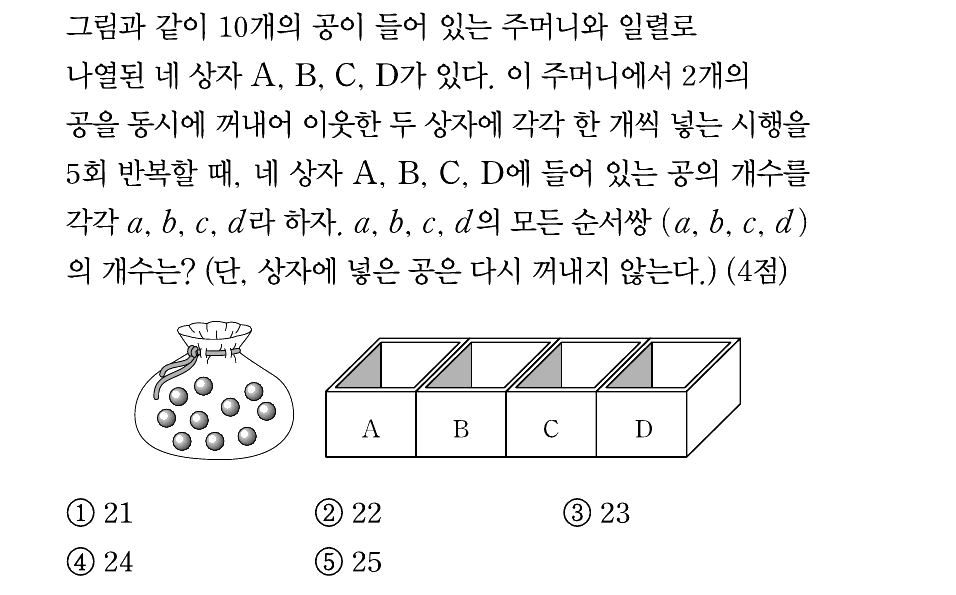 그림과 같이 10개의 공이 들어 있는 주머니와 일렬로
나열된 네 상자 A, B, C, D가 있다. 이 주머니에서 2개의
공을 동시에 꺼내어 이웃한 두 상자에 각각 한 개씩 넣는 시행을
5회 반복할 때, 네 상자 A, B, C, D에 들어 있는 공의 개수를
각각 a, b, c, d라 하자. a, b, c, d의 모든 순서쌍 (a, b, c, d)
의 개수는? (단, 상자에 넣은 공은 다시 꺼내지 않는다.) (4점)
A B C D
① 21 ② 22 ③ 23
④ 24 ⑤ 25